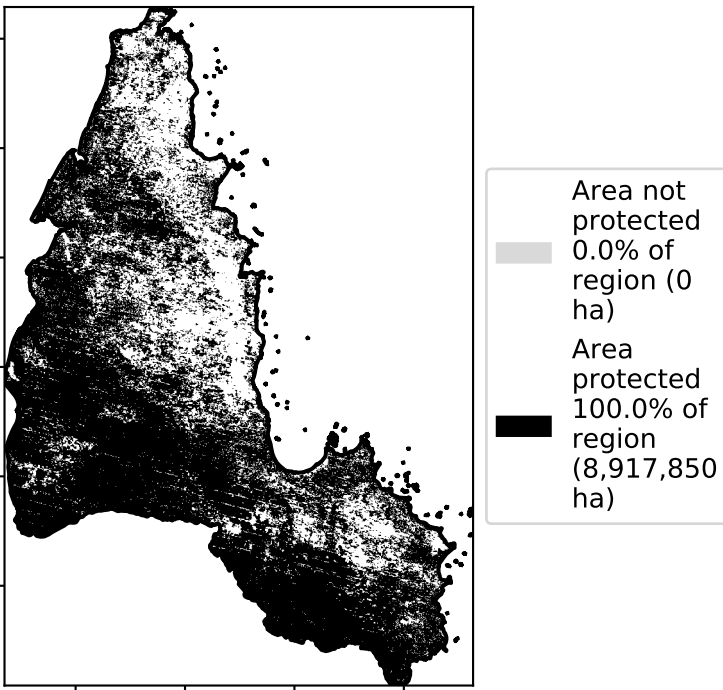 Area not
protected
0.0% of
region (0
ha)
Area
protected
100.0% of
region
(8,917,850
ha)